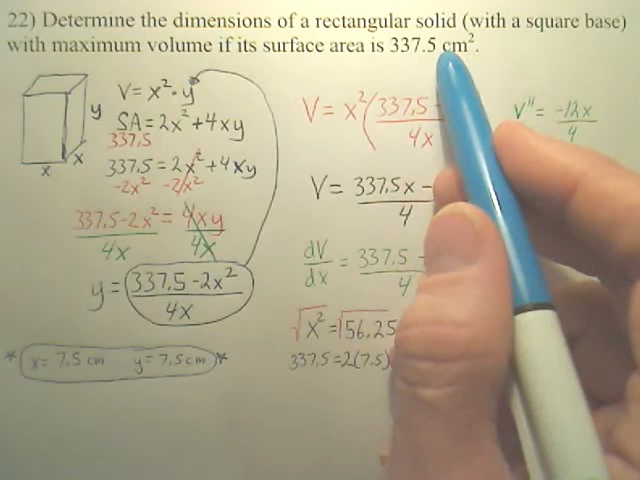 22) Determine the dimensions of a rectangular solid (with a square base)
with maximum volume if its surface area is 337.5 cm².
y
x
x
V = x²·y
SA = 2x² + 4xy
337.5
337.5 = 2x² + 4xy
-2x² -2x²
337.5-2x² = 4xy
4x 4x
y = 337.5-2x²
4x
* x = 7.5 cm y = 7.5 cm *
V = x²(337.5 -
4x
V = 337.5x -
4
dV = 337.5 -
dx 4
√x² = √56.25
337.5 = 2(7.5)
V" = -12x
4